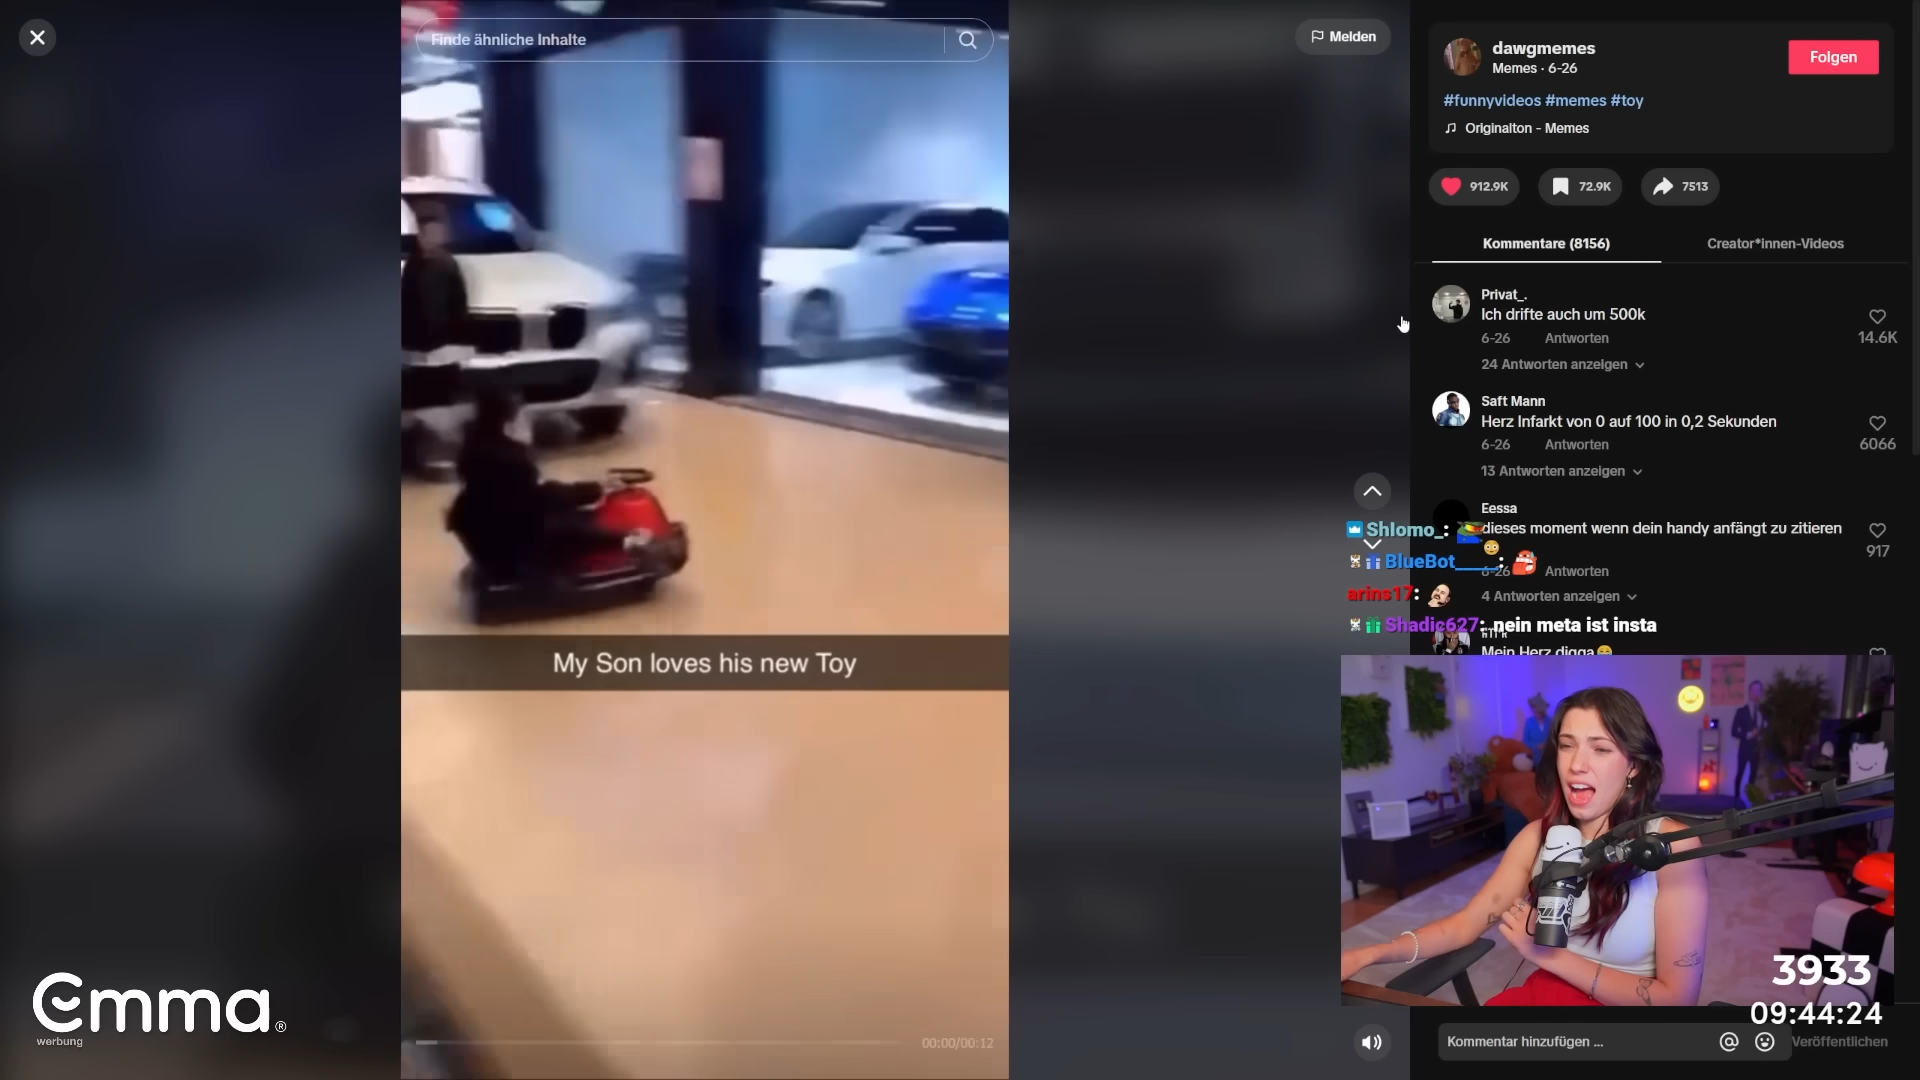 Finde ähnliche Inhalte
Melden
dawgmemes
Memes · 6-26
Folgen
#funnyvideos #memes #toy
Originalton - Memes
912.9K
72.9K
7513
Kommentare (8156)
Creator*innen-Videos
Privat_.
Ich drifte auch um 500k
6-26 Antworten
14.6K
24 Antworten anzeigen
Saft Mann
Herz Infarkt von 0 auf 100 in 0,2 Sekunden
6-26 Antworten
6066
13 Antworten anzeigen
Eessa
dieses moment wenn dein handy anfängt zu zitieren
6-26 Antworten
917
4 Antworten anzeigen
Mein Herz digga
Shlomo_:
BlueBot_____:
arins17:
Shadic627: nein meta ist insta
My Son loves his new Toy
00:00/00:12
Emma®
werbung
3933
09:44:24
Kommentar hinzufügen ...
@
Veröffentlichen